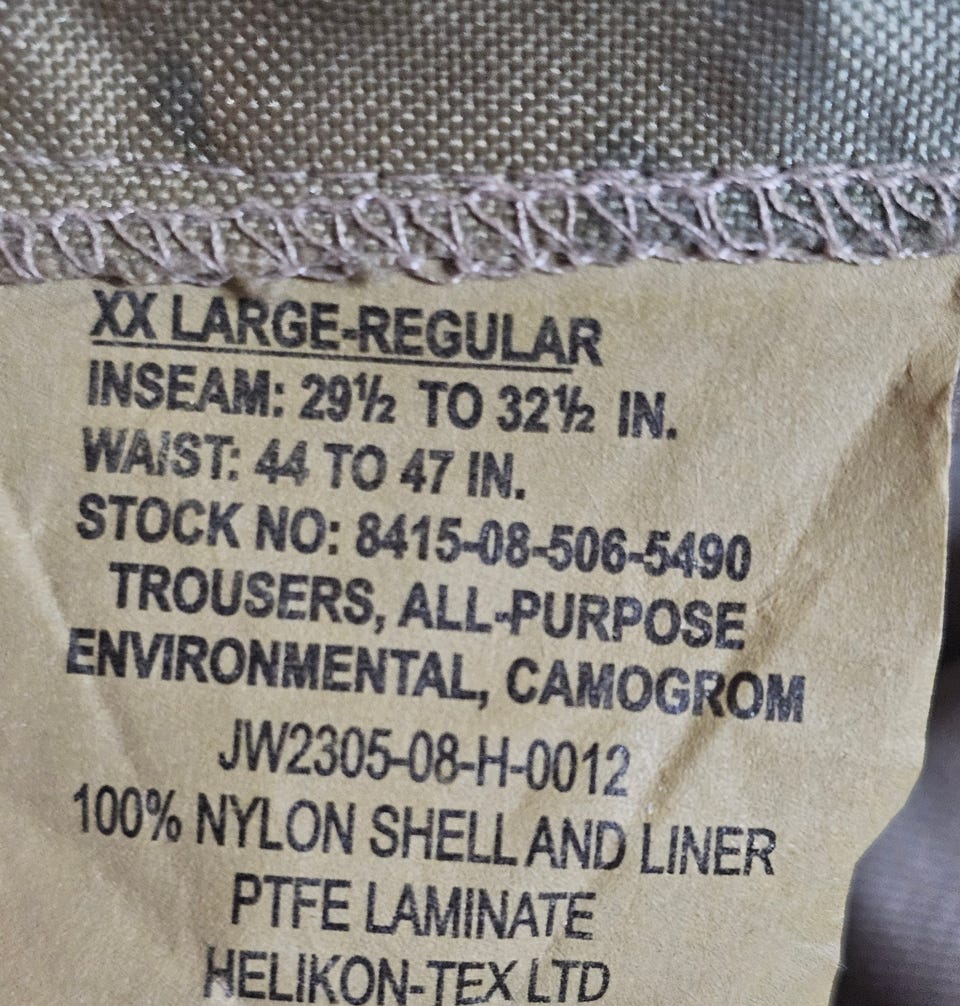 XX LARGE-REGULAR
INSEAM: 29½ TO 32½ IN.
WAIST: 44 TO 47 IN.
STOCK NO: 8415-08-506-5490
TROUSERS, ALL-PURPOSE
ENVIRONMENTAL, CAMOGROM
JW2305-08-H-0012
100% NYLON SHELL AND LINER
PTFE LAMINATE
HELIKON-TEX LTD